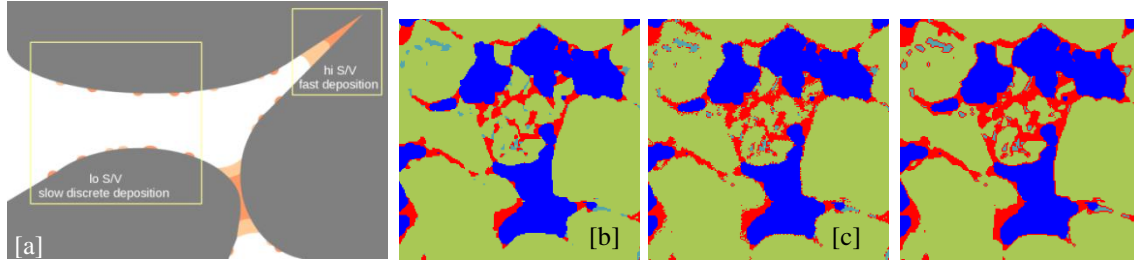 hi S/V
fast deposition
lo S/V
slow discrete deposition
[a]
[b]
[c]